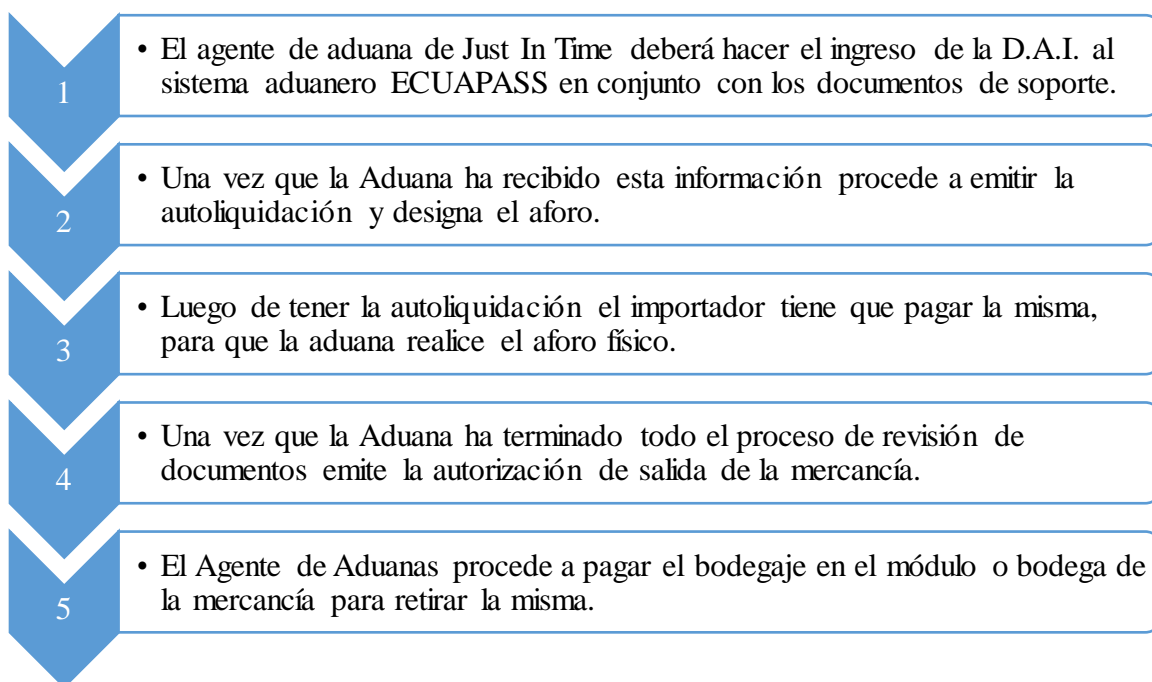 1
• El agente de aduana de Just In Time deberá hacer el ingreso de la D.A.I. al
sistema aduanero ECUAPASS en conjunto con los documentos de soporte.
2
• Una vez que la Aduana ha recibido esta información procede a emitir la
autoliquidación y designa el aforo.
3
• Luego de tener la autoliquidación el importador tiene que pagar la misma,
para que la aduana realice el aforo físico.
4
• Una vez que la Aduana ha terminado todo el proceso de revisión de
documentos emite la autorización de salida de la mercancía.
5
• El Agente de Aduanas procede a pagar el bodegaje en el módulo o bodega de
la mercancía para retirar la misma.